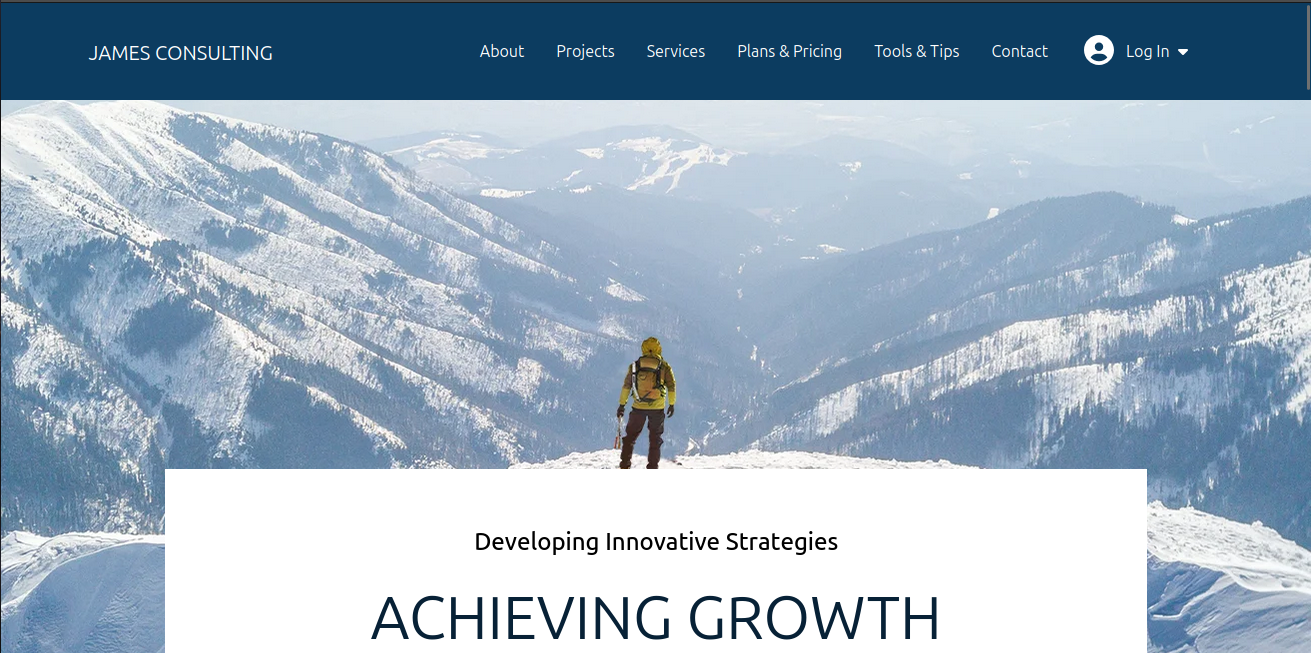 JAMES CONSULTING
About Projects Services Plans & Pricing Tools & Tips Contact Log In
Developing Innovative Strategies
ACHIEVING GROWTH